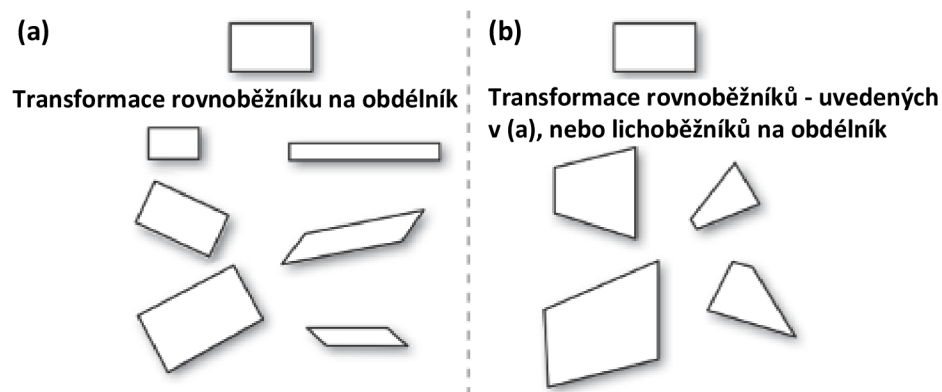 (a)
Transformace rovnoběžníku na obdélník
(b)
Transformace rovnoběžníků - uvedených
v (a), nebo lichoběžníků na obdélník